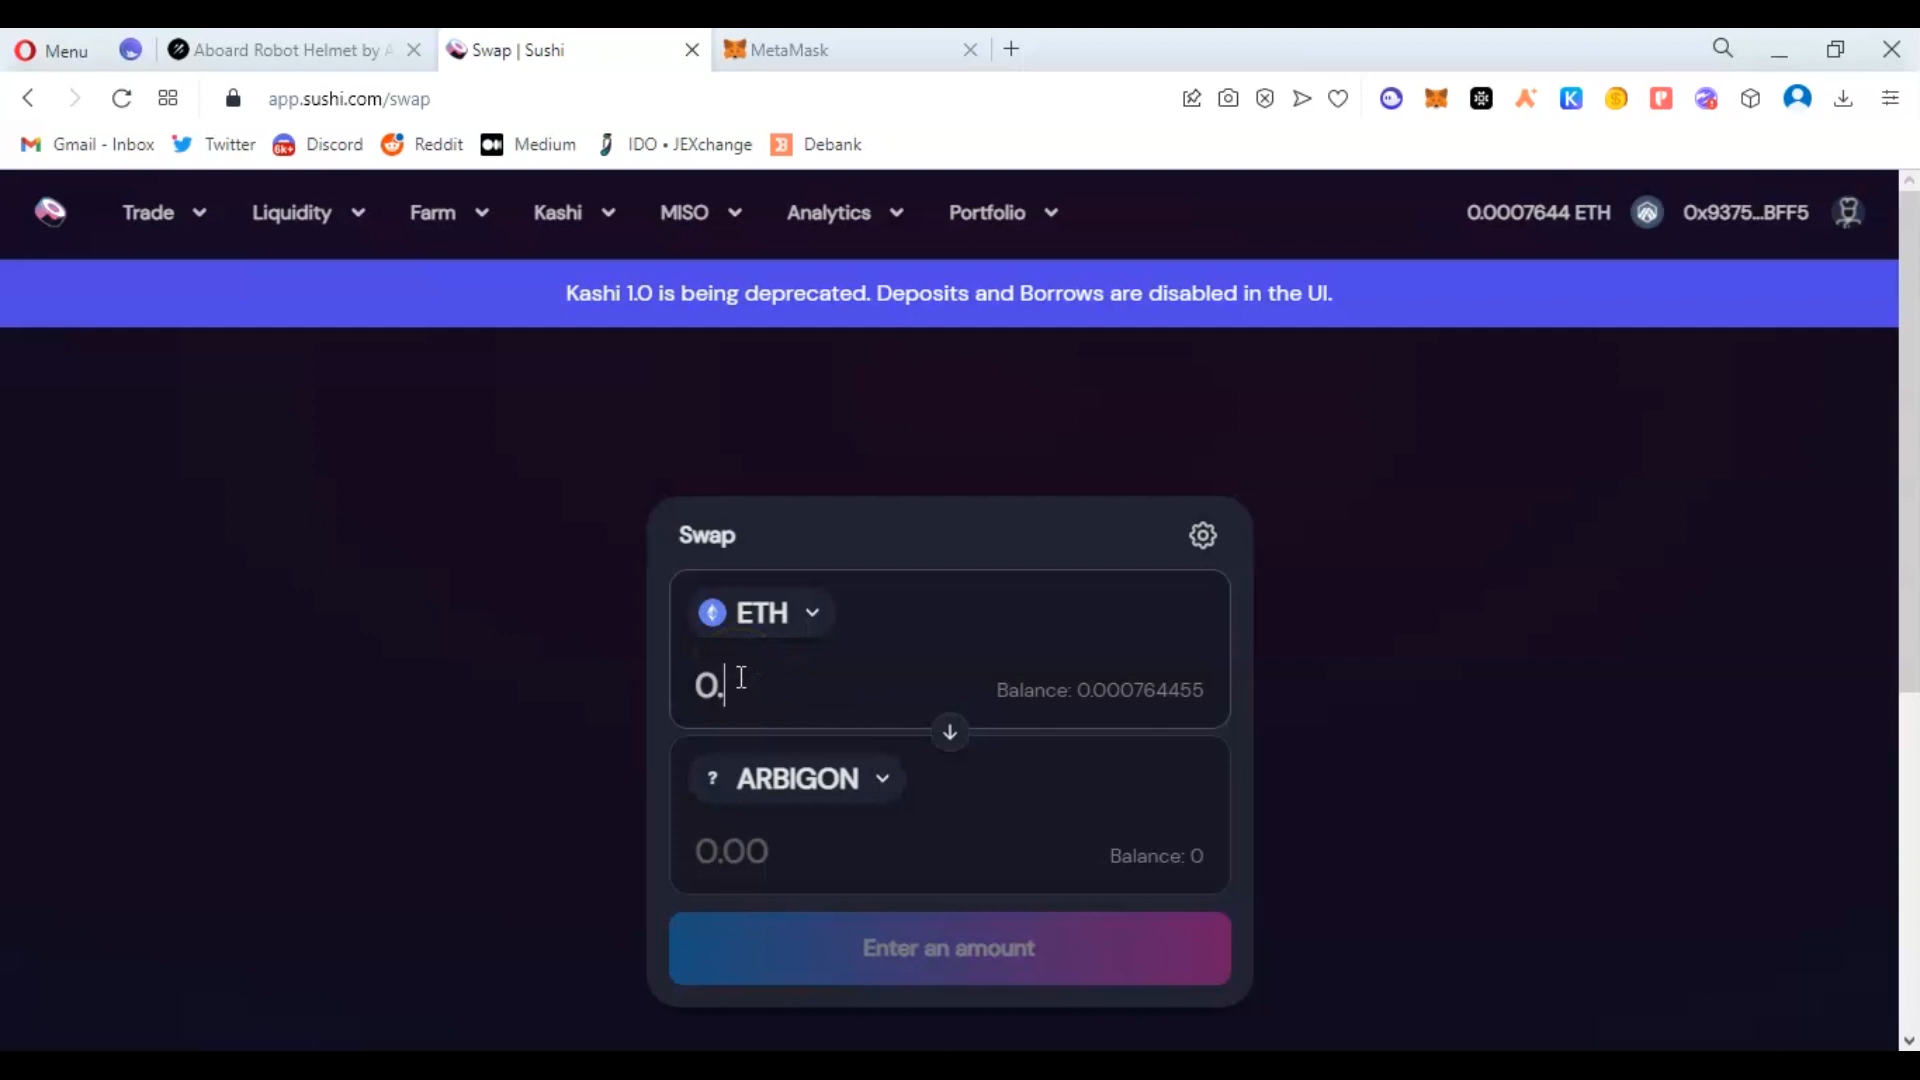 Menu
Aboard Robot Helmet by A
Swap | Sushi
MetaMask
app.sushi.com/swap
Gmail - Inbox
Twitter
6k+
Discord
Reddit
Medium
IDO • JEXchange
Debank
Trade
Liquidity
Farm
Kashi
MISO
Analytics
Portfolio
0.0007644 ETH
0x9375...BFF5
Kashi 1.0 is being deprecated. Deposits and Borrows are disabled in the UI.
Swap
ETH
0.
Balance: 0.000764455
? ARBIGON
0.00
Balance: 0
Enter an amount